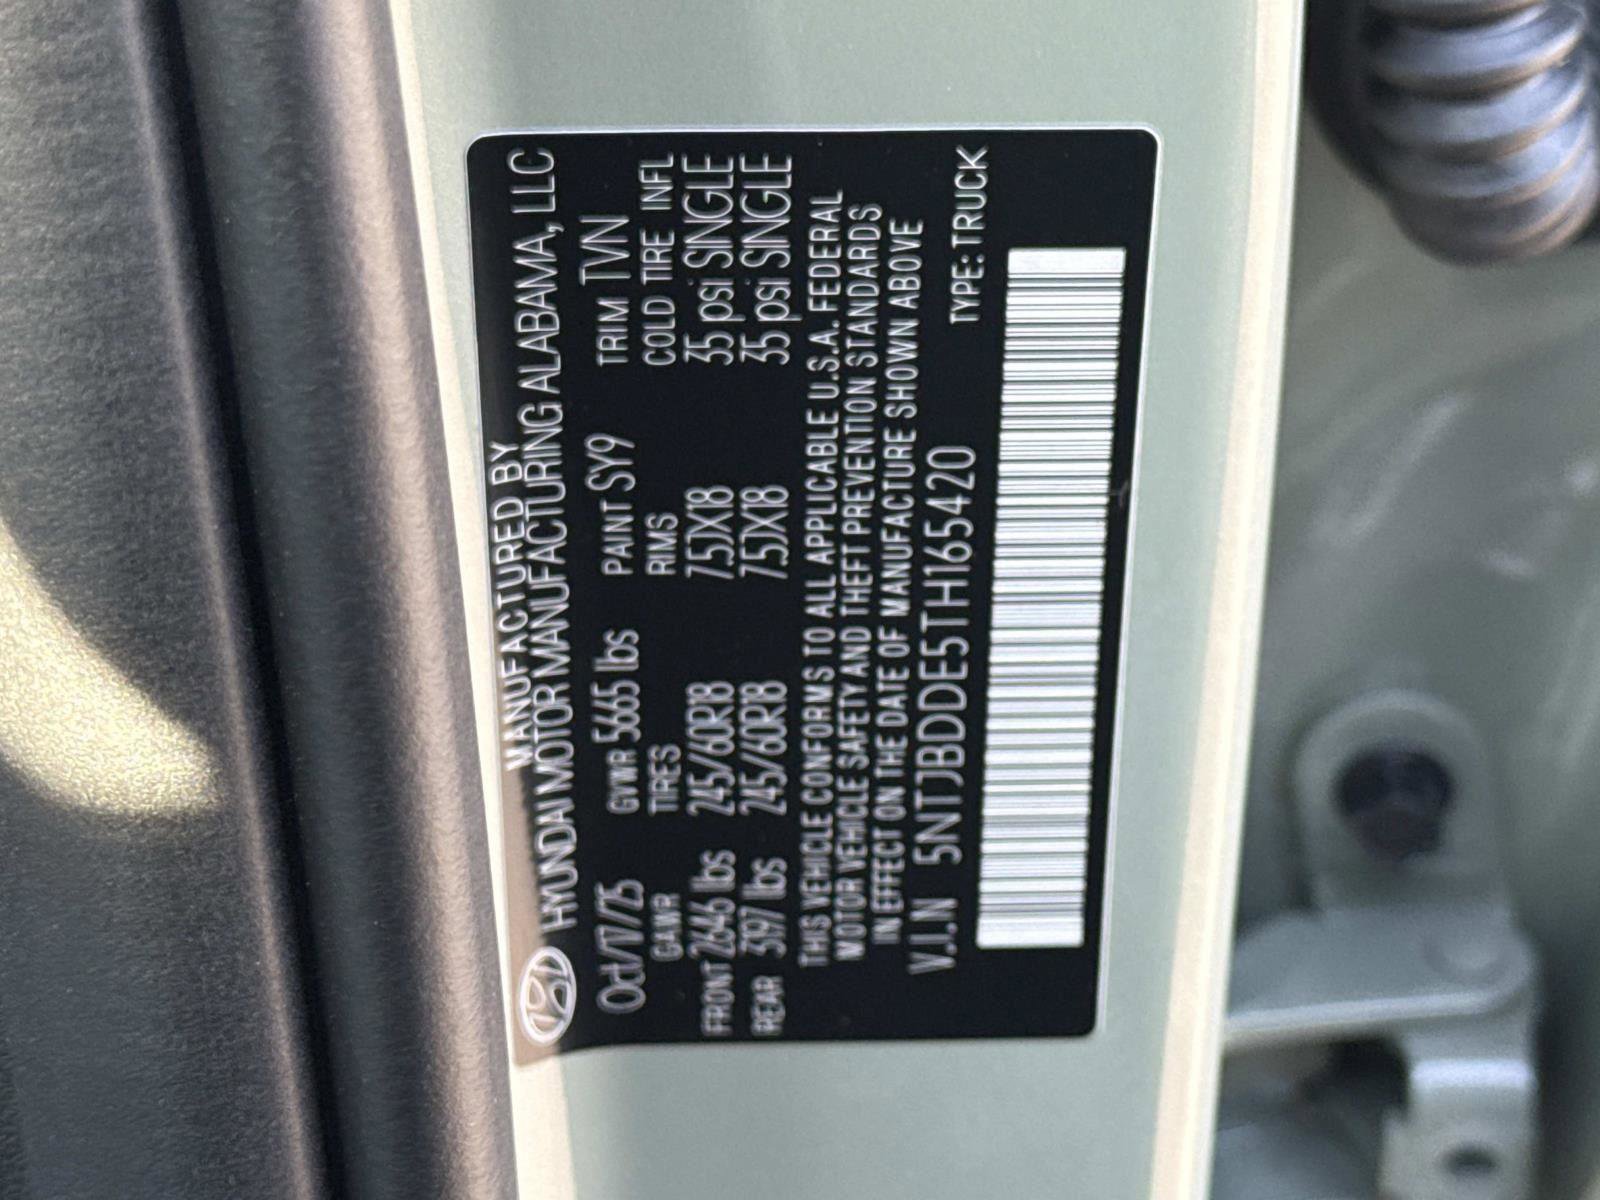 MANUFACTURED BY
HYUNDAI MOTOR MANUFACTURING ALABAMA, LLC
Oct/17/25 GVWR 5665 lbs PAINT SY9 TRIM TVN
GAWR TIRES RIMS COLD TIRE INFL
FRONT 2646 lbs 245/60R18 7.5JX18 35 psi SINGLE
REAR 3197 lbs 245/60R18 7.5JX18 35 psi SINGLE
THIS VEHICLE CONFORMS TO ALL APPLICABLE U.S.A. FEDERAL
MOTOR VEHICLE SAFETY AND THEFT PREVENTION STANDARDS
IN EFFECT ON THE DATE OF MANUFACTURE SHOWN ABOVE
V.I.N 5NTJBDDE5TH165420 TYPE: TRUCK